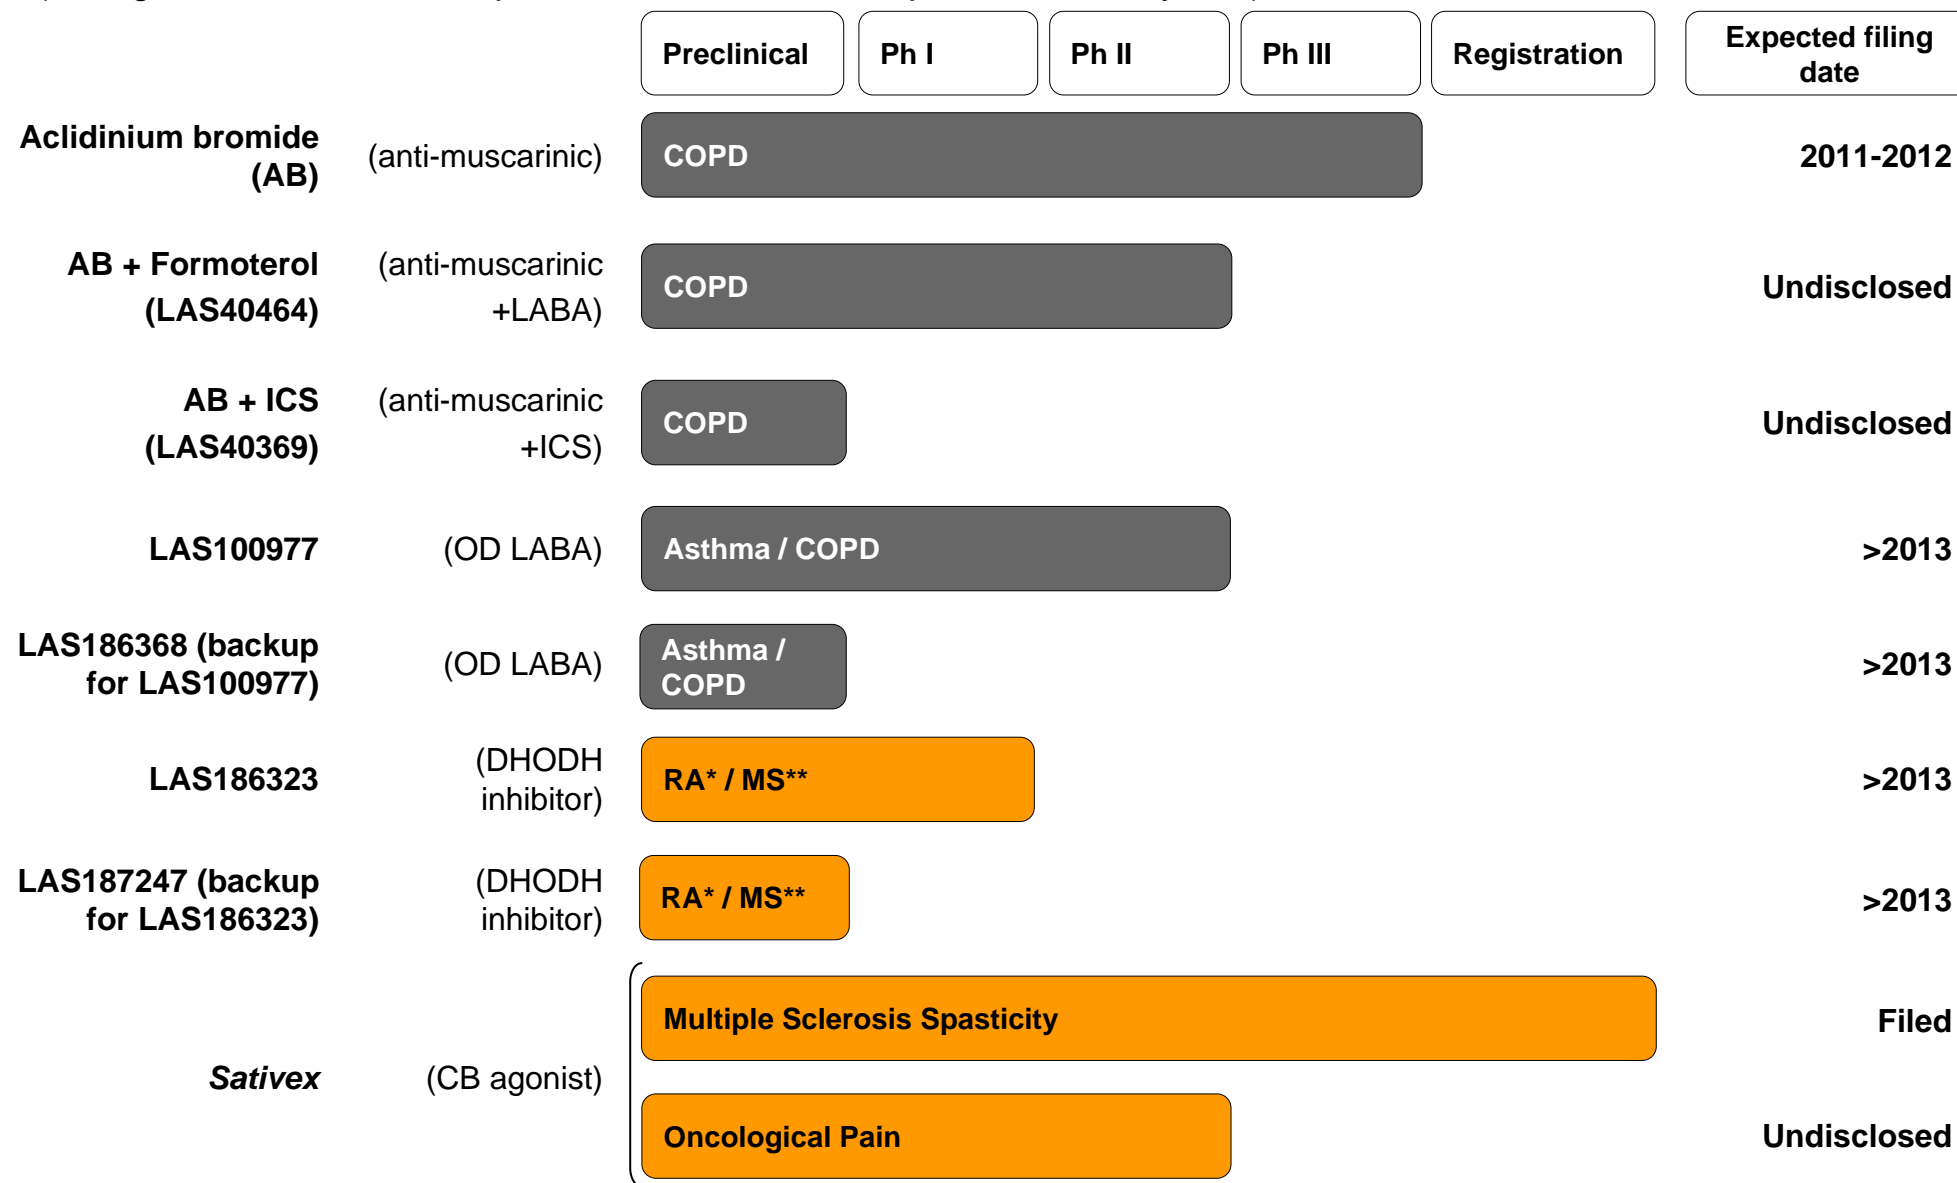 Preclinical
Ph I
Ph II
Ph III
Registration
Expected filing
date
Aclidinium bromide
(AB)
(anti-muscarinic)
COPD
2011-2012
AB + Formoterol
(LAS40464)
(anti-muscarinic
+LABA)
COPD
Undisclosed
AB + ICS
(LAS40369)
(anti-muscarinic
+ICS)
COPD
Undisclosed
LAS100977
(OD LABA)
Asthma / COPD
>2013
LAS186368 (backup
for LAS100977)
(OD LABA)
Asthma /
COPD
>2013
LAS186323
(DHODH
inhibitor)
RA* / MS**
>2013
LAS187247 (backup
for LAS186323)
(DHODH
inhibitor)
RA* / MS**
>2013
Sativex
(CB agonist)
Multiple Sclerosis Spasticity
Filed
Oncological Pain
Undisclosed